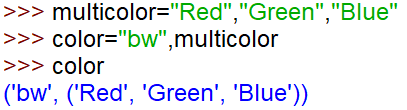 >>> multicolor="Red","Green","Blue"
>>> color="bw",multicolor
>>> color
('bw', ('Red', 'Green', 'Blue'))